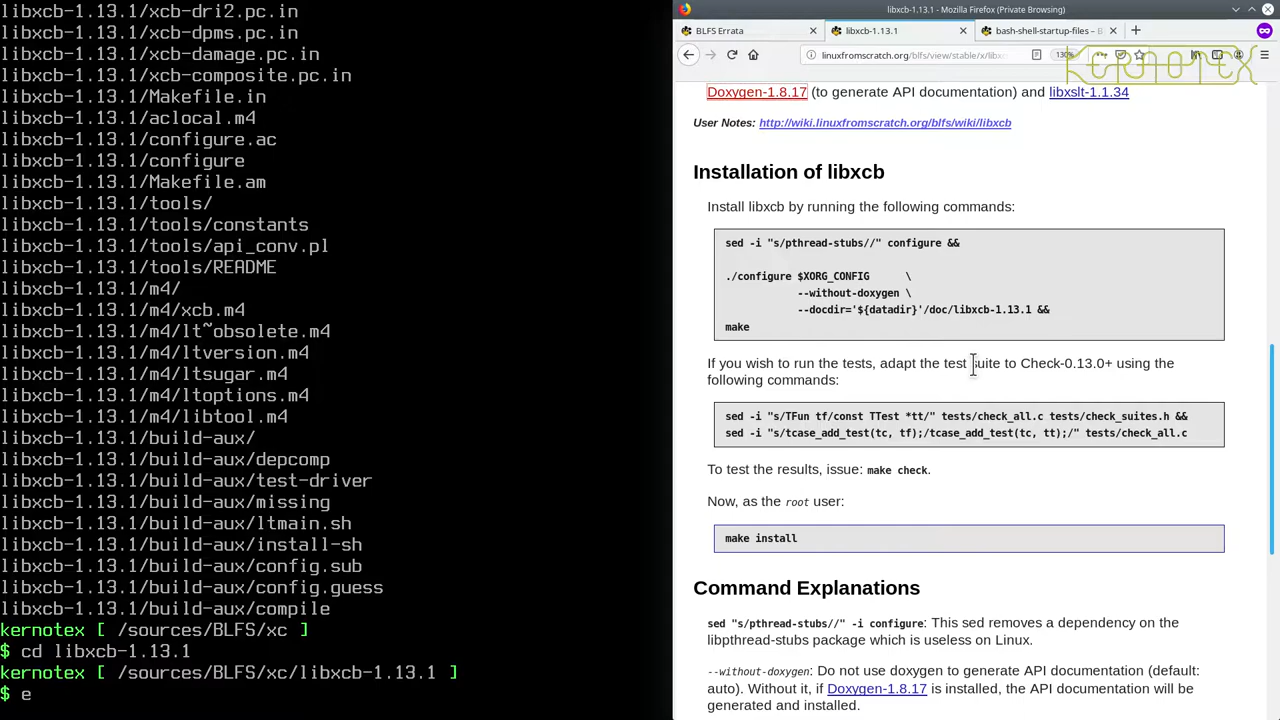 libxcb-1.13.1/xcb-dri2.pc.in
libxcb-1.13.1/xcb-dpms.pc.in
libxcb-1.13.1/xcb-damage.pc.in
libxcb-1.13.1/xcb-composite.pc.in
libxcb-1.13.1/Makefile.in
libxcb-1.13.1/aclocal.m4
libxcb-1.13.1/configure.ac
libxcb-1.13.1/configure
libxcb-1.13.1/Makefile.am
libxcb-1.13.1/tools/
libxcb-1.13.1/tools/constants
libxcb-1.13.1/tools/api_conv.pl
libxcb-1.13.1/tools/README
libxcb-1.13.1/m4/
libxcb-1.13.1/m4/xcb.m4
libxcb-1.13.1/m4/lt~obsolete.m4
libxcb-1.13.1/m4/ltversion.m4
libxcb-1.13.1/m4/ltsugar.m4
libxcb-1.13.1/m4/ltoptions.m4
libxcb-1.13.1/m4/libtool.m4
libxcb-1.13.1/build-aux/
libxcb-1.13.1/build-aux/depcomp
libxcb-1.13.1/build-aux/test-driver
libxcb-1.13.1/build-aux/missing
libxcb-1.13.1/build-aux/ltmain.sh
libxcb-1.13.1/build-aux/install-sh
libxcb-1.13.1/build-aux/config.sub
libxcb-1.13.1/build-aux/config.guess
libxcb-1.13.1/build-aux/compile
kernotex [ /sources/BLFS/xc ]
$ cd libxcb-1.13.1
kernotex [ /sources/BLFS/xc/libxcb-1.13.1 ]
$ e
libxcb-1.13.1 - Mozilla Firefox (Private Browsing)
BLFS Errata
libxcb-1.13.1
bash-shell-startup-files – B
linuxfromscratch.org/blfs/view/stable/x/libxc
130%
KERNOTEX
Doxygen-1.8.17 (to generate API documentation) and libxslt-1.1.34
User Notes: http://wiki.linuxfromscratch.org/blfs/wiki/libxcb
Installation of libxcb
Install libxcb by running the following commands:
sed -i "s/pthread-stubs//" configure &&
./configure $XORG_CONFIG \
--without-doxygen \
--docdir='${datadir}'/doc/libxcb-1.13.1 &&
make
If you wish to run the tests, adapt the test suite to Check-0.13.0+ using the
following commands:
sed -i "s/TFun tf/const TTest *tt/" tests/check_all.c tests/check_suites.h &&
sed -i "s/tcase_add_test(tc, tf);/tcase_add_test(tc, tt);/" tests/check_all.c
To test the results, issue: make check.
Now, as the root user:
make install
Command Explanations
sed "s/pthread-stubs//" -i configure: This sed removes a dependency on the
libpthread-stubs package which is useless on Linux.
--without-doxygen: Do not use doxygen to generate API documentation (default:
auto). Without it, if Doxygen-1.8.17 is installed, the API documentation will be
generated and installed.